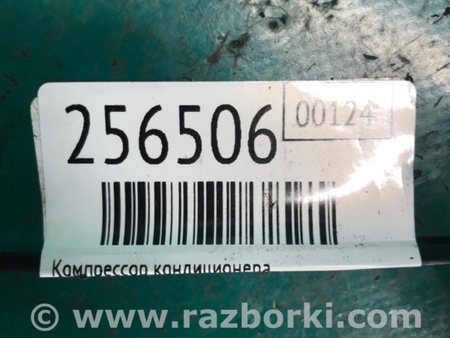 256506 00124
Компрессор кондиционера
© www.razborki.com